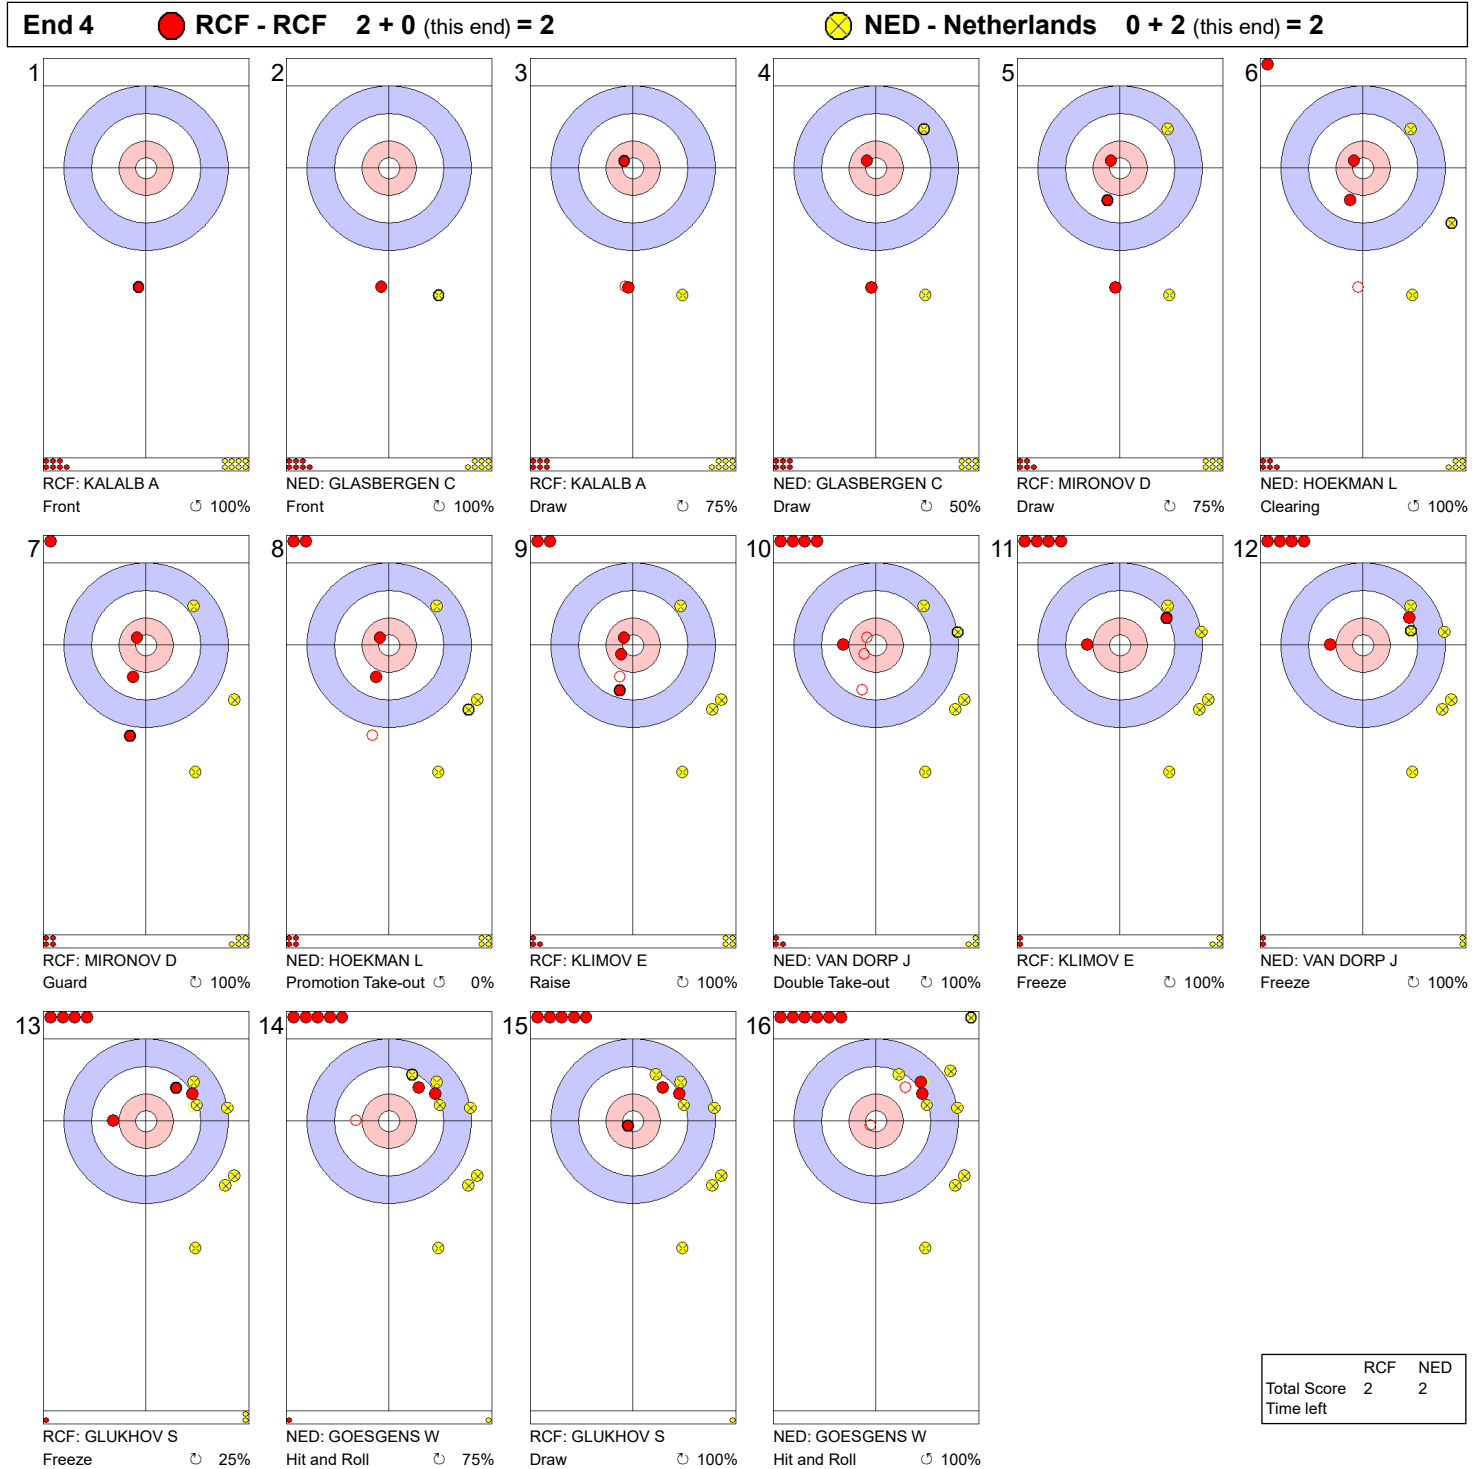 End 4 RCF - RCF 2 + 0 (this end) = 2 NED - Netherlands 0 + 2 (this end) = 2
1 2 3 4 5 6
RCF: KALALB A NED: GLASBERGEN C RCF: KALALB A NED: GLASBERGEN C RCF: MIRONOV D NED: HOEKMAN L
Front ↺ 100% Front ↻ 100% Draw ↻ 75% Draw ↻ 50% Draw ↻ 75% Clearing ↻ 100%
7 8 9 10 11 12
RCF: MIRONOV D NED: HOEKMAN L RCF: KLIMOV E NED: VAN DORP J RCF: KLIMOV E NED: VAN DORP J
Guard ↻ 100% Promotion Take-out ↺ 0% Raise ↻ 100% Double Take-out ↻ 100% Freeze ↻ 100% Freeze ↻ 100%
13 14 15 16
RCF: GLUKHOV S NED: GOESGENS W RCF: GLUKHOV S NED: GOESGENS W
Freeze ↻ 25% Hit and Roll ↻ 75% Draw ↻ 100% Hit and Roll ↻ 100%
RCF NED
Total Score 2 2
Time left